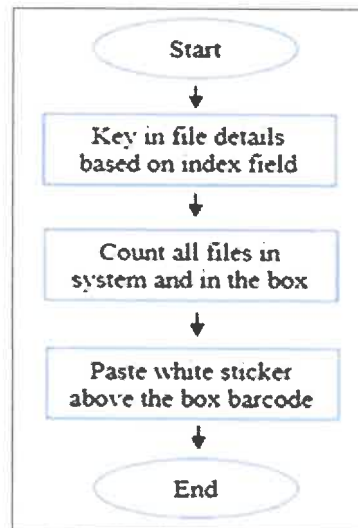 Start
Key in file details
based on index field
Count all files in
system and in the box
Paste white sticker
above the box barcode
End